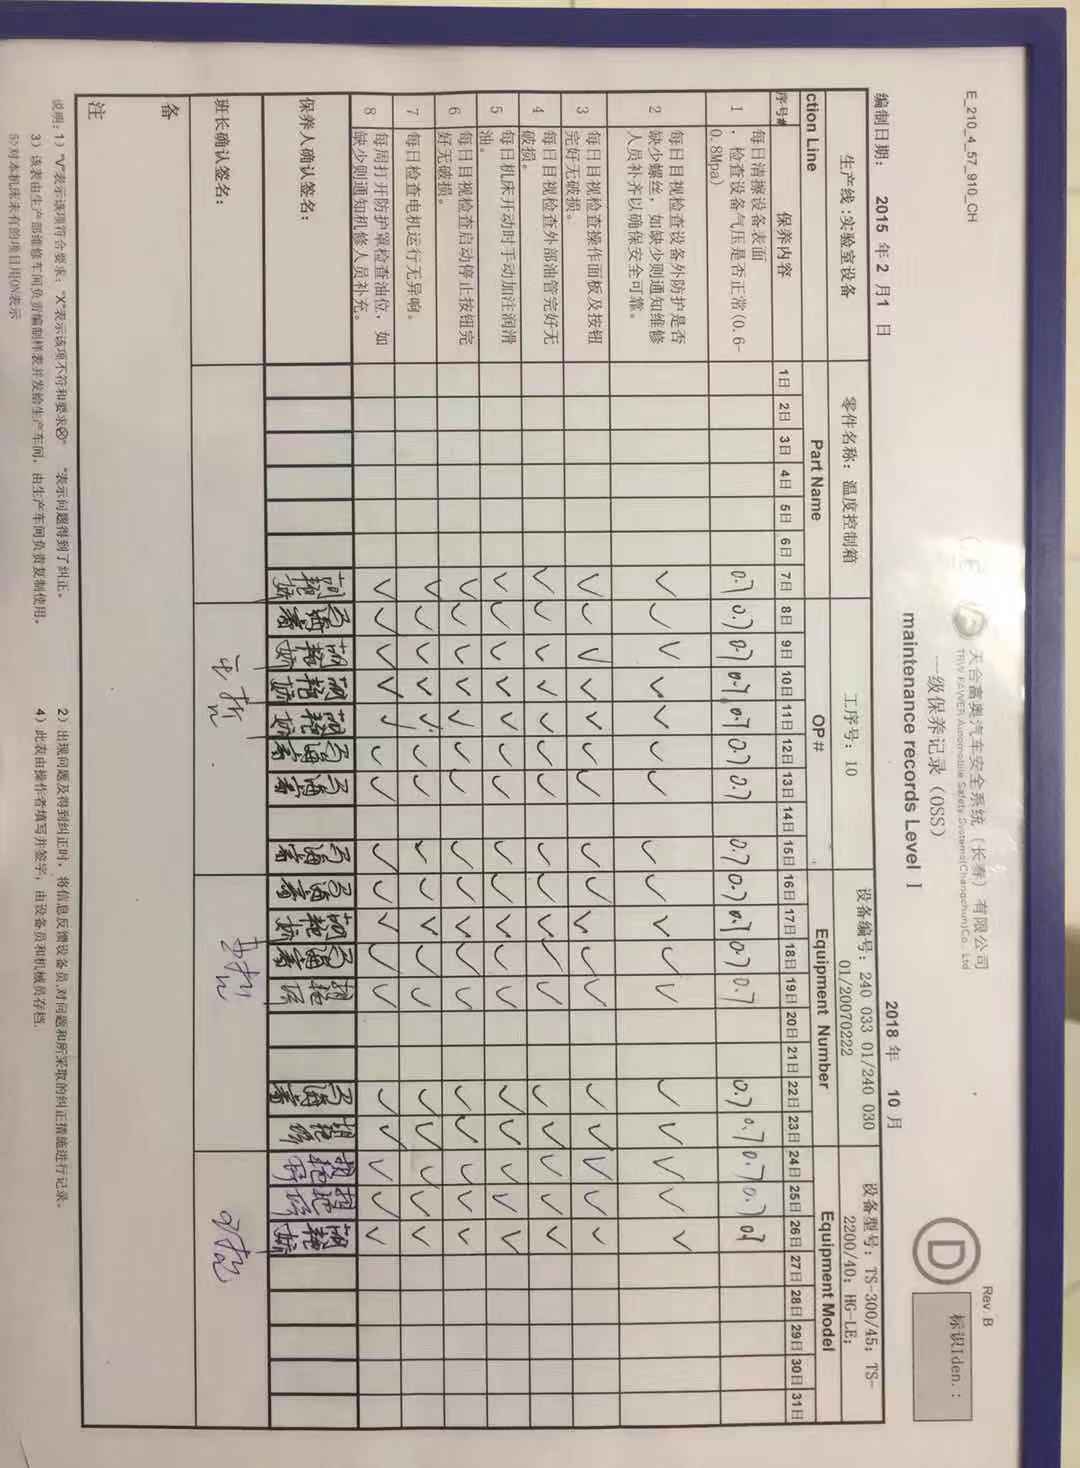 E_210_4_57_910_CH
天合富奥汽车安全系统（长春）有限公司
TRW FAWER Automobile Safety Systems(Changchun)Co., Ltd
Rev. B
一级保养记录（OSS）
标识Iden.：
maintenance records Level 1
D
编制日期： 2015 年 2 月 1 日
2018 年 10 月
生产线:实验室设备
零件名称：温度控制箱
工序号：10
设备编号：240 033 01/240 030 01/20070222
设备型号：TS-300/45；TS-2200/40；HG-LE；
ction Line
Part Name
OP#
Equipment Number
Equipment Model
序号# 保养内容 1日 2日 3日 4日 5日 6日 7日 8日 9日 10日 11日 12日 13日 14日 15日 16日 17日 18日 19日 20日 21日 22日 23日 24日 25日 26日 27日 28日 29日 30日 31日
1 每日清擦设备表面，检查设备气压是否正常(0.6-0.8Mpa) 0.7 0.7 0.7 0.7 0.7 0.7 0.7 0.7 0.7 0.7 0.7 0.7 0.7 0.7 0.7 0.7 0.7
2 每日目视检查设备外防护是否缺少螺丝，如缺少则通知维修人员补齐以确保安全可靠。 ✓ ✓ ✓ ✓ ✓ ✓ ✓ ✓ ✓ ✓ ✓ ✓ ✓ ✓ ✓ ✓ ✓
3 每日目视检查操作面板及按钮完好无破损。 ✓ ✓ ✓ ✓ ✓ ✓ ✓ ✓ ✓ ✓ ✓ ✓ ✓ ✓ ✓ ✓ ✓
4 每日目视检查外部油管完好无破损。 ✓ ✓ ✓ ✓ ✓ ✓ ✓ ✓ ✓ ✓ ✓ ✓ ✓ ✓ ✓ ✓ ✓
5 每日机床开动时手动加注润滑油。 ✓ ✓ ✓ ✓ ✓ ✓ ✓ ✓ ✓ ✓ ✓ ✓ ✓ ✓ ✓ ✓ ✓
6 每日目视检查启动停止按钮完好无破损。 ✓ ✓ ✓ ✓ ✓ ✓ ✓ ✓ ✓ ✓ ✓ ✓ ✓ ✓ ✓ ✓ ✓
7 每日检查电机运行无异响。 ✓ ✓ ✓ ✓ ✓ ✓ ✓ ✓ ✓ ✓ ✓ ✓ ✓ ✓ ✓ ✓ ✓
8 每周打开防护罩检查油位，如缺少则通知机修人员补充。 ✓ ✓ ✓ ✓ ✓ ✓ ✓ ✓ ✓ ✓ ✓ ✓ ✓ ✓ ✓ ✓ ✓
保养人确认签名：
班长确认签名：
备 注
说明：1）"V"表示该项符合要求；"X"表示该项不符和要求 ⊗" "表示问题得到了纠正。
2）出现问题及得到纠正时，将信息反馈设备员,对问题和所采取的纠正措施进行记录。
3）该表由生产部维修车间负责编制样表并发给生产车间，由生产车间负责复制使用。
4）此表由操作者填写并签字，由设备员和机械员存档.
5>对本机床未有的项目用ON表示